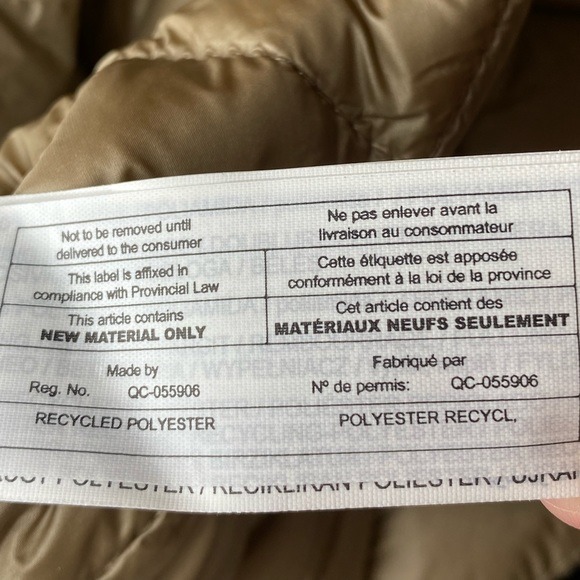 Not to be removed until
delivered to the consumer
Ne pas enlever avant la
livraison au consommateur
This label is affixed in
compliance with Provincial Law
Cette étiquette est apposée
conformément à la loi de la province
This article contains
NEW MATERIAL ONLY
Cet article contient des
MATÉRIAUX NEUFS SEULEMENT
Made by
Reg. No. QC-055906
Fabriqué par
Nº de permis: QC-055906
RECYCLED POLYESTER
POLYESTER RECYCL,